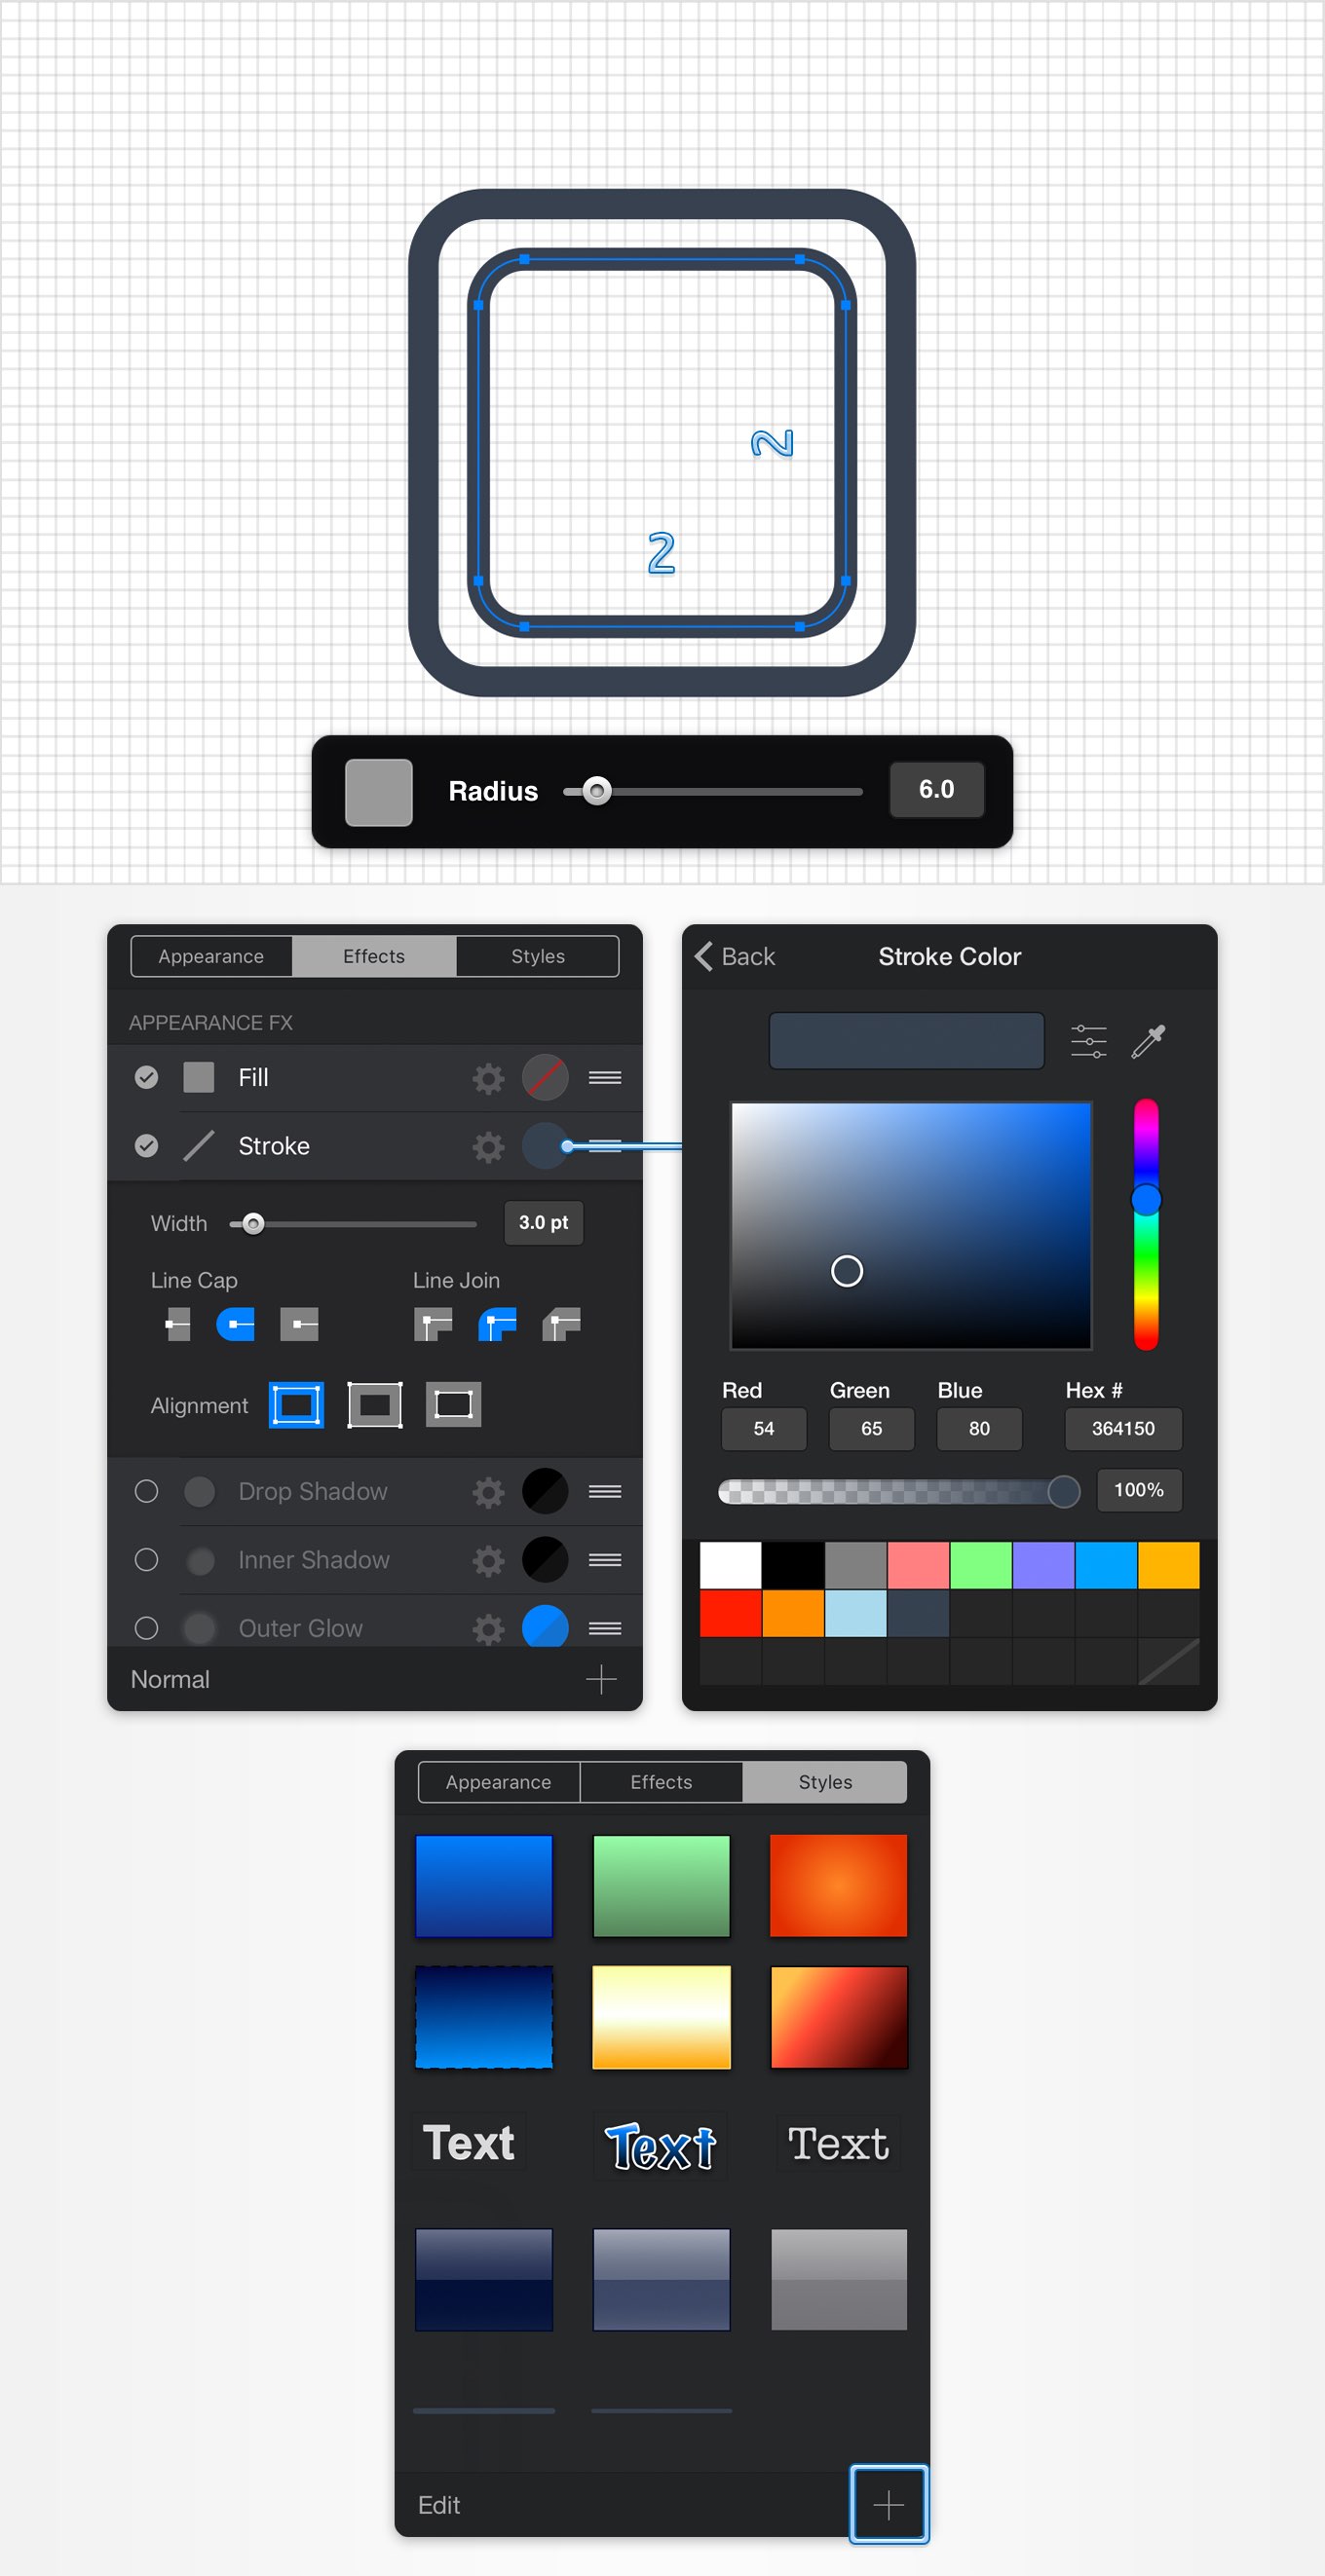 2
2
Radius 6.0
Appearance Effects Styles
APPEARANCE FX
Fill
Stroke
Width 3.0 pt
Line Cap Line Join
Alignment
Drop Shadow
Inner Shadow
Outer Glow
Normal
Back Stroke Color
Red Green Blue Hex #
54 65 80 364150
100%
Appearance Effects Styles
Text Text Text
Edit